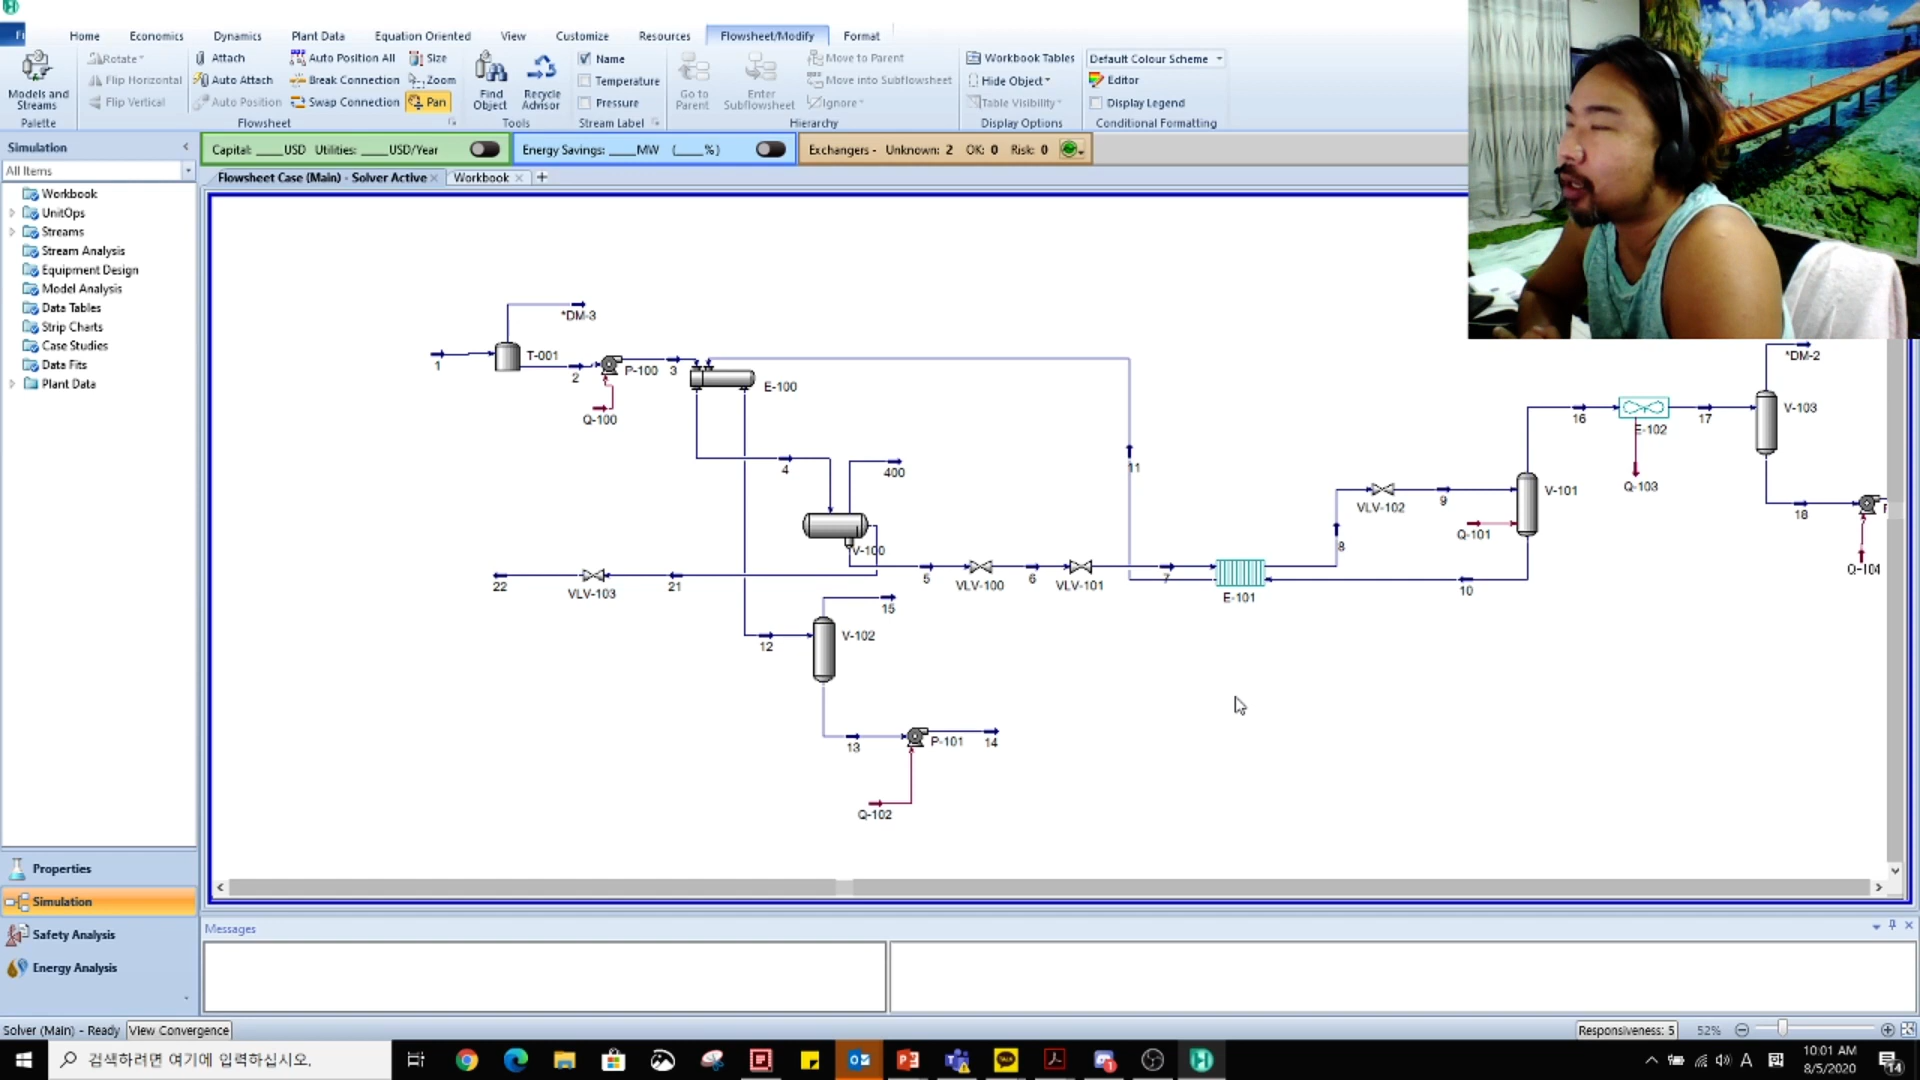 Fi Home Economics Dynamics Plant Data Equation Oriented View Customize Resources Flowsheet/Modify Format
Models and Streams
Palette
Rotate
Flip Horizontal
Flip Vertical
Attach
Auto Attach
Auto Position
Auto Position All
Break Connection
Swap Connection
Size
Zoom
Pan
Flowsheet
Find Object
Recycle Advisor
Tools
Name
Temperature
Pressure
Stream Label
Go to Parent
Enter Subflowsheet
Move to Parent
Move into Subflowsheet
Ignore
Hierarchy
Workbook Tables
Hide Object
Table Visibility
Display Options
Default Colour Scheme
Editor
Display Legend
Conditional Formatting
Simulation <
All Items
Capital: ____USD Utilities: ____USD/Year
Energy Savings: ____MW (____%)
Exchangers - Unknown: 2 OK: 0 Risk: 0
Flowsheet Case (Main) - Solver Active × Workbook × +
Workbook
UnitOps
Streams
Stream Analysis
Equipment Design
Model Analysis
Data Tables
Strip Charts
Case Studies
Data Fits
Plant Data
Properties
Simulation
Safety Analysis
Energy Analysis
1
T-001
*DM-3
2
P-100
Q-100
3
E-100
4
400
V-100
11
5
VLV-100
6
VLV-101
7
E-101
8
VLV-102
9
V-101
Q-101
10
16
E-102
Q-103
17
*DM-2
V-103
18
Q-104
22
VLV-103
21
12
15
V-102
13
P-101
14
Q-102
Messages
Solver (Main) - Ready View Convergence
Responsiveness: 5 52%
검색하려면 여기에 입력하십시오.
A
10:01 AM
8/5/2020
14